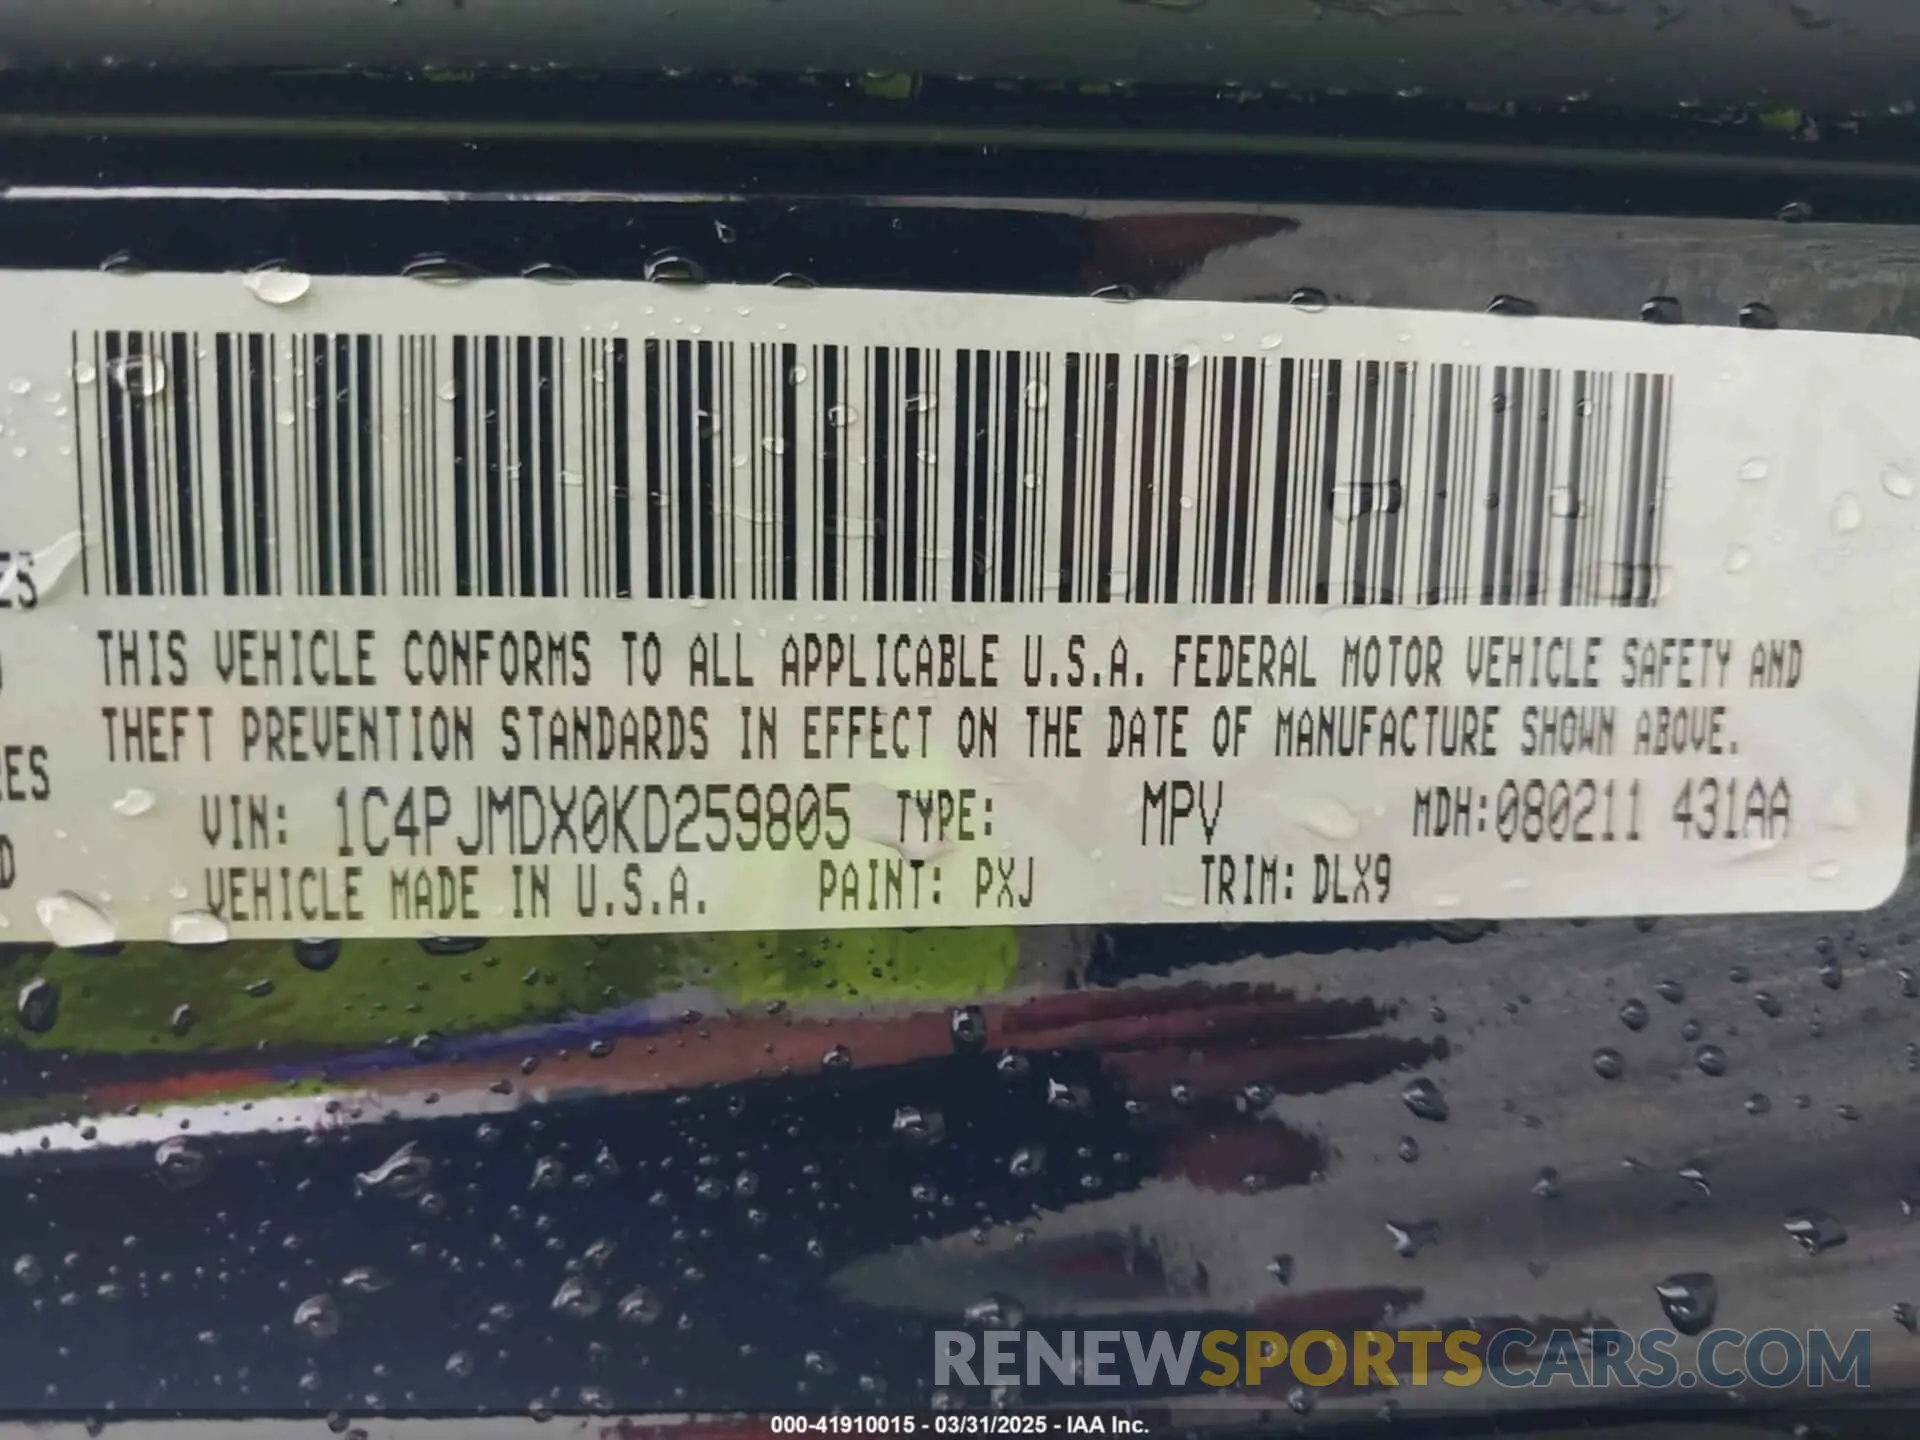 THIS VEHICLE CONFORMS TO ALL APPLICABLE U.S.A. FEDERAL MOTOR VEHICLE SAFETY AND
THEFT PREVENTION STANDARDS IN EFFECT ON THE DATE OF MANUFACTURE SHOWN ABOVE.
VIN: 1C4PJMDX0KD259805 TYPE: MPV MDH:080211 431AA
VEHICLE MADE IN U.S.A. PAINT: PXJ TRIM: DLX9
RENEWSPORTSCARS.COM
000-41910015 - 03/31/2025 - IAA Inc.